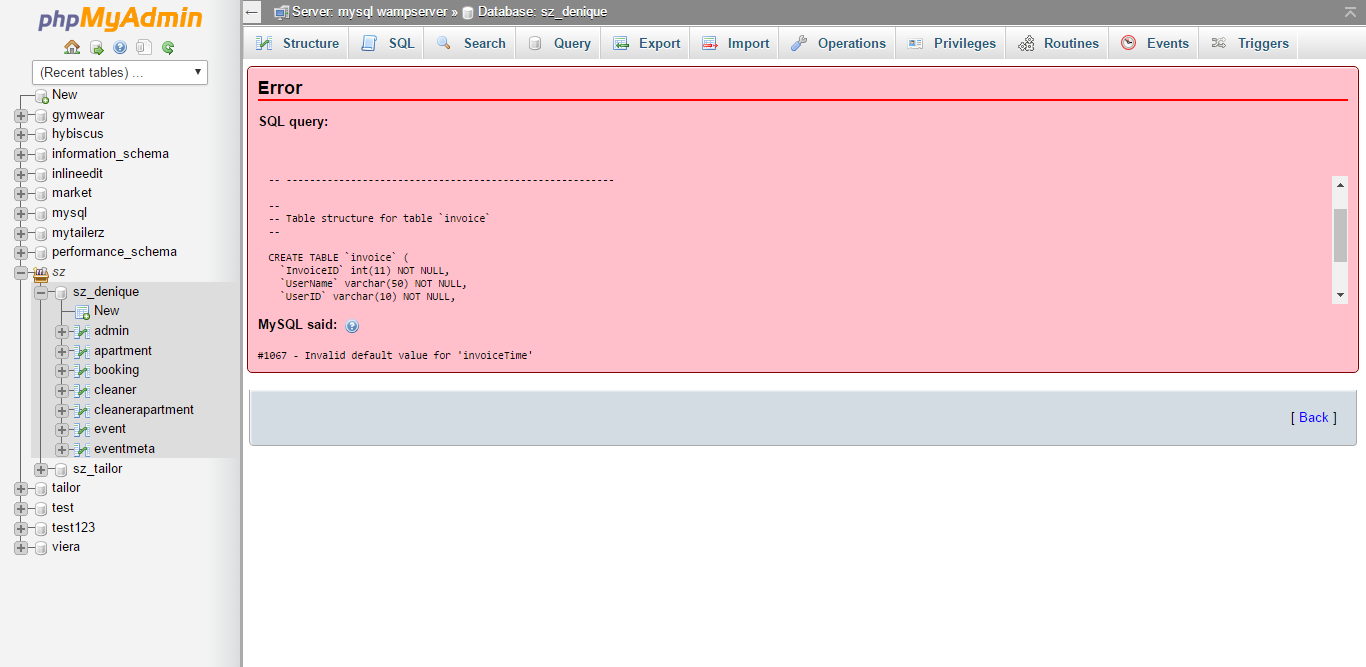 phpMyAdmin
(Recent tables) ...
New
gymwear
hybiscus
information_schema
inlineedit
market
mysql
mytailerz
performance_schema
sz
sz_denique
New
admin
apartment
booking
cleaner
cleanerapartment
event
eventmeta
sz_tailor
tailor
test
test123
viera
Server: mysql wampserver » Database: sz_denique
Structure SQL Search Query Export Import Operations Privileges Routines Events Triggers
Error
SQL query:
-- --------------------------------------------------------
--
-- Table structure for table `invoice`
--
CREATE TABLE `invoice` (
`InvoiceID` int(11) NOT NULL,
`UserName` varchar(50) NOT NULL,
`UserID` varchar(10) NOT NULL,
MySQL said:
#1067 - Invalid default value for 'invoiceTime'
[ Back ]